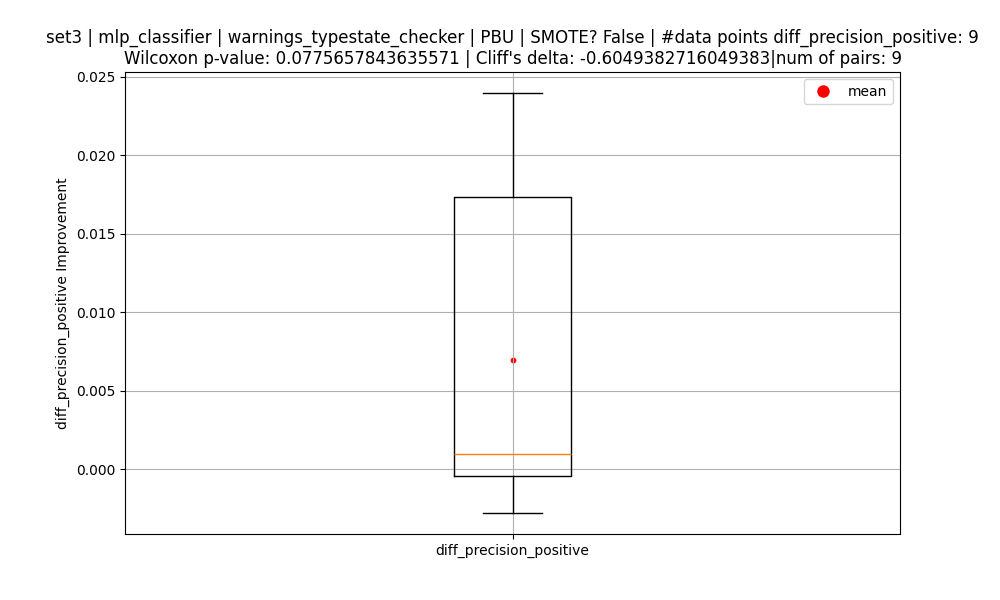 set3 | mlp_classifier | warnings_typestate_checker | PBU | SMOTE? False | #data points diff_precision_positive: 9
Wilcoxon p-value: 0.0775657843635571 | Cliff's delta: -0.6049382716049383|num of pairs: 9
mean
0.025
0.020
0.015
0.010
0.005
0.000
diff_precision_positive Improvement
diff_precision_positive